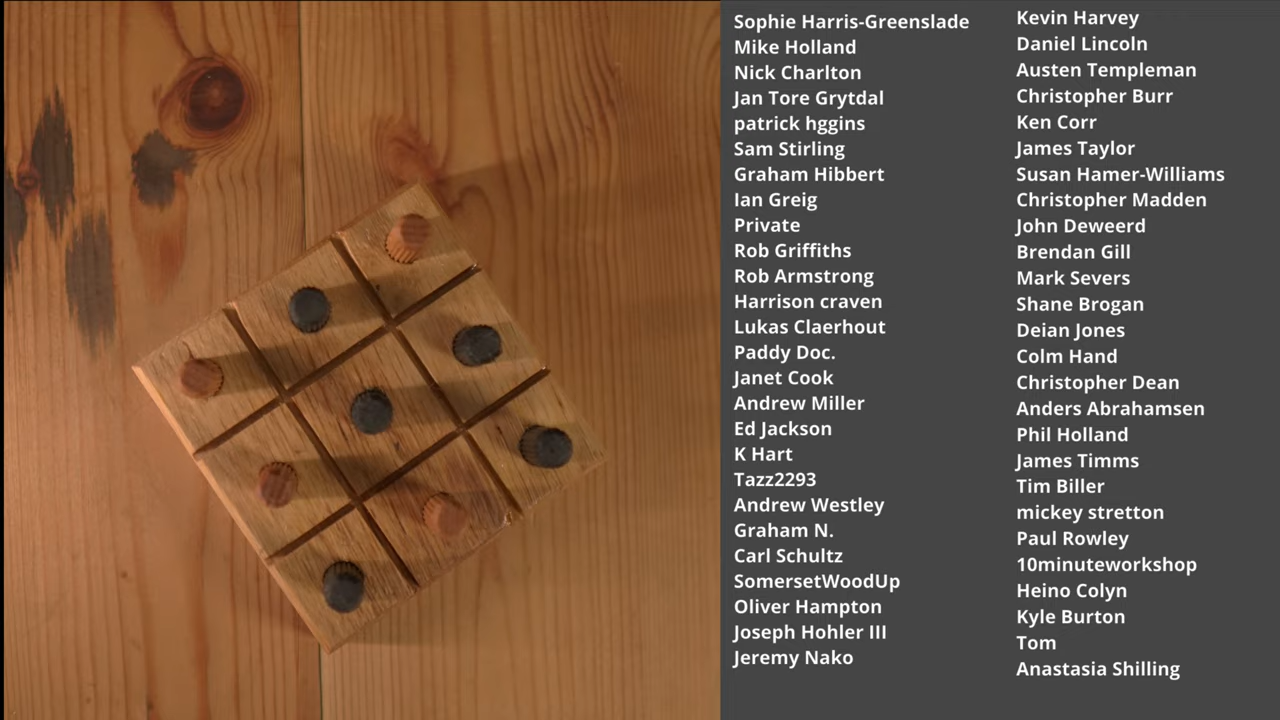 Sophie Harris-Greenslade
Mike Holland
Nick Charlton
Jan Tore Grytdal
patrick hggins
Sam Stirling
Graham Hibbert
Ian Greig
Private
Rob Griffiths
Rob Armstrong
Harrison craven
Lukas Claerhout
Paddy Doc.
Janet Cook
Andrew Miller
Ed Jackson
K Hart
Tazz2293
Andrew Westley
Graham N.
Carl Schultz
SomersetWoodUp
Oliver Hampton
Joseph Hohler III
Jeremy Nako
Kevin Harvey
Daniel Lincoln
Austen Templeman
Christopher Burr
Ken Corr
James Taylor
Susan Hamer-Williams
Christopher Madden
John Deweerd
Brendan Gill
Mark Severs
Shane Brogan
Deian Jones
Colm Hand
Christopher Dean
Anders Abrahamsen
Phil Holland
James Timms
Tim Biller
mickey stretton
Paul Rowley
10minuteworkshop
Heino Colyn
Kyle Burton
Tom
Anastasia Shilling